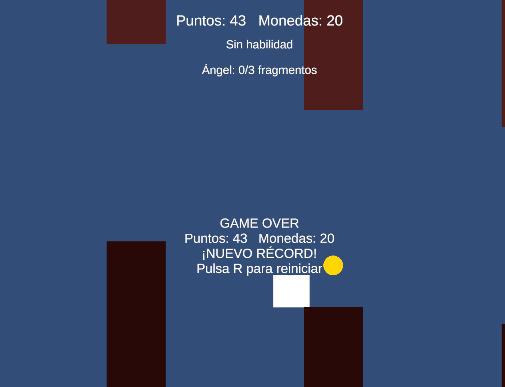 Puntos: 43   Monedas: 20
Sin habilidad
Ángel: 0/3 fragmentos
GAME OVER
Puntos: 43   Monedas: 20
¡NUEVO RÉCORD!
Pulsa R para reiniciar